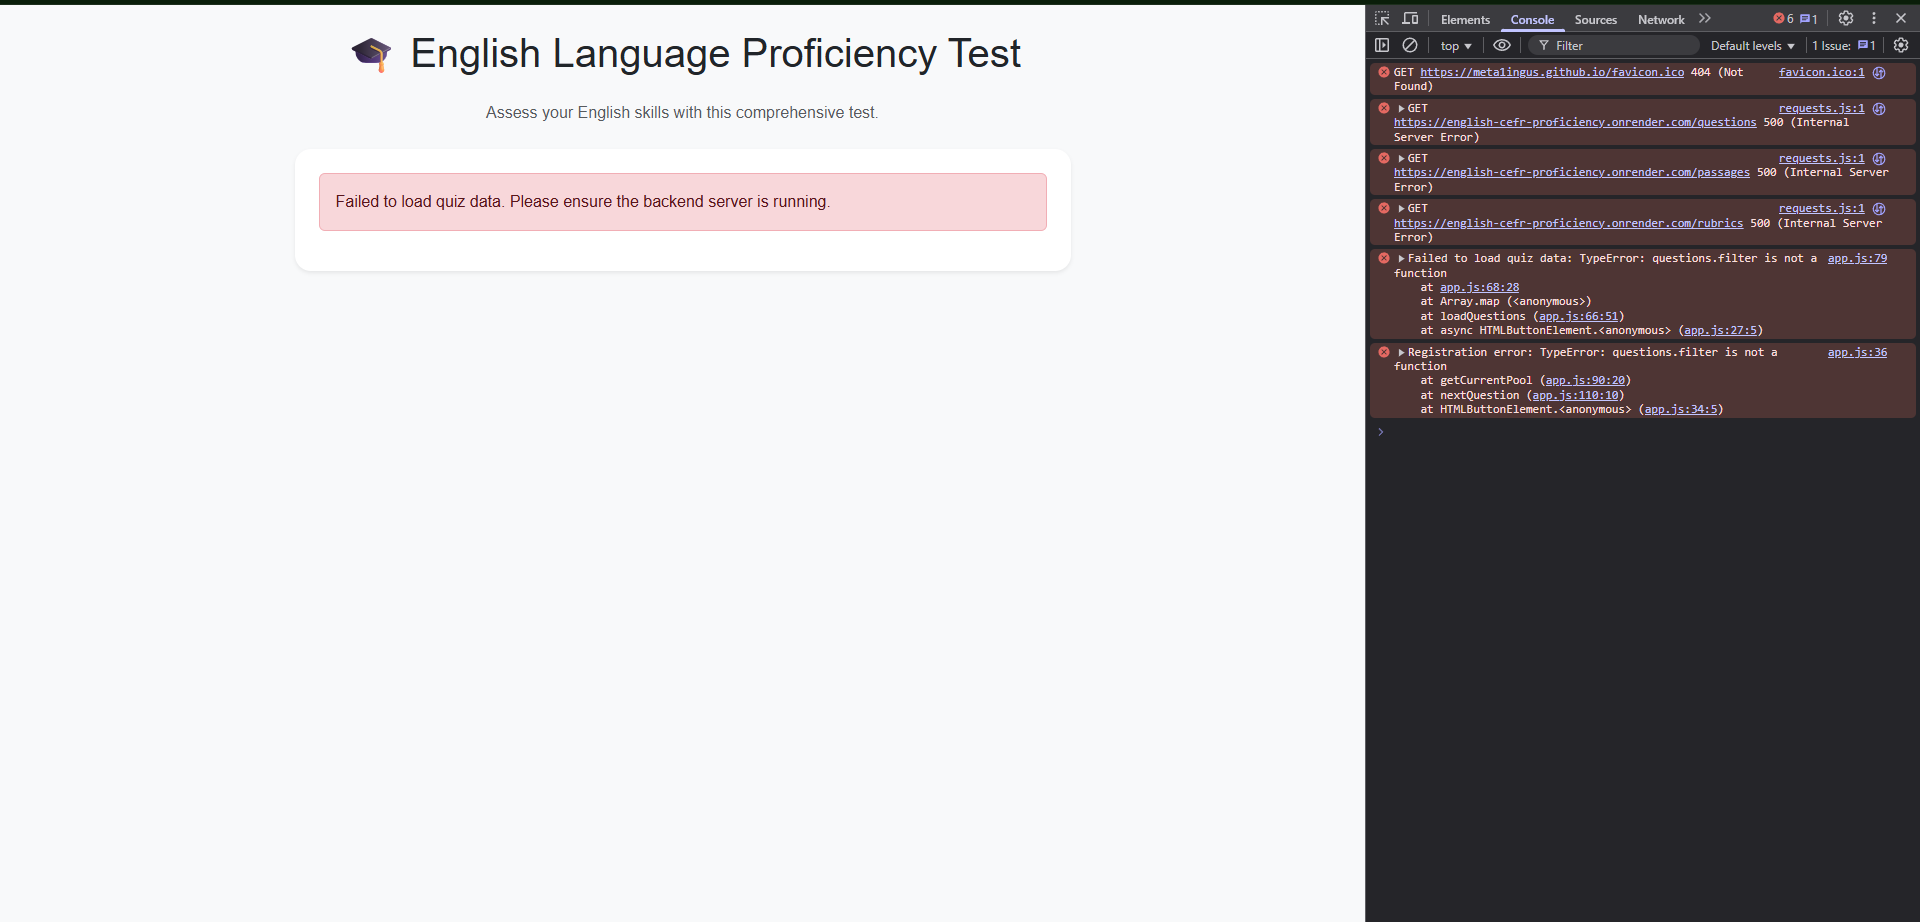 English Language Proficiency Test
Assess your English skills with this comprehensive test.
Failed to load quiz data. Please ensure the backend server is running.
Elements Console Sources Network 6 1
top Filter Default levels 1 Issue: 1
GET https://meta1ingus.github.io/favicon.ico 404 (Not favicon.ico:1
Found)
GET requests.js:1
https://english-cefr-proficiency.onrender.com/questions 500 (Internal
Server Error)
GET requests.js:1
https://english-cefr-proficiency.onrender.com/passages 500 (Internal Server
Error)
GET requests.js:1
https://english-cefr-proficiency.onrender.com/rubrics 500 (Internal Server
Error)
Failed to load quiz data: TypeError: questions.filter is not a app.js:79
function
at app.js:68:28
at Array.map (<anonymous>)
at loadQuestions (app.js:66:51)
at async HTMLButtonElement.<anonymous> (app.js:27:5)
Registration error: TypeError: questions.filter is not a app.js:36
function
at getCurrentPool (app.js:90:20)
at nextQuestion (app.js:110:10)
at HTMLButtonElement.<anonymous> (app.js:34:5)